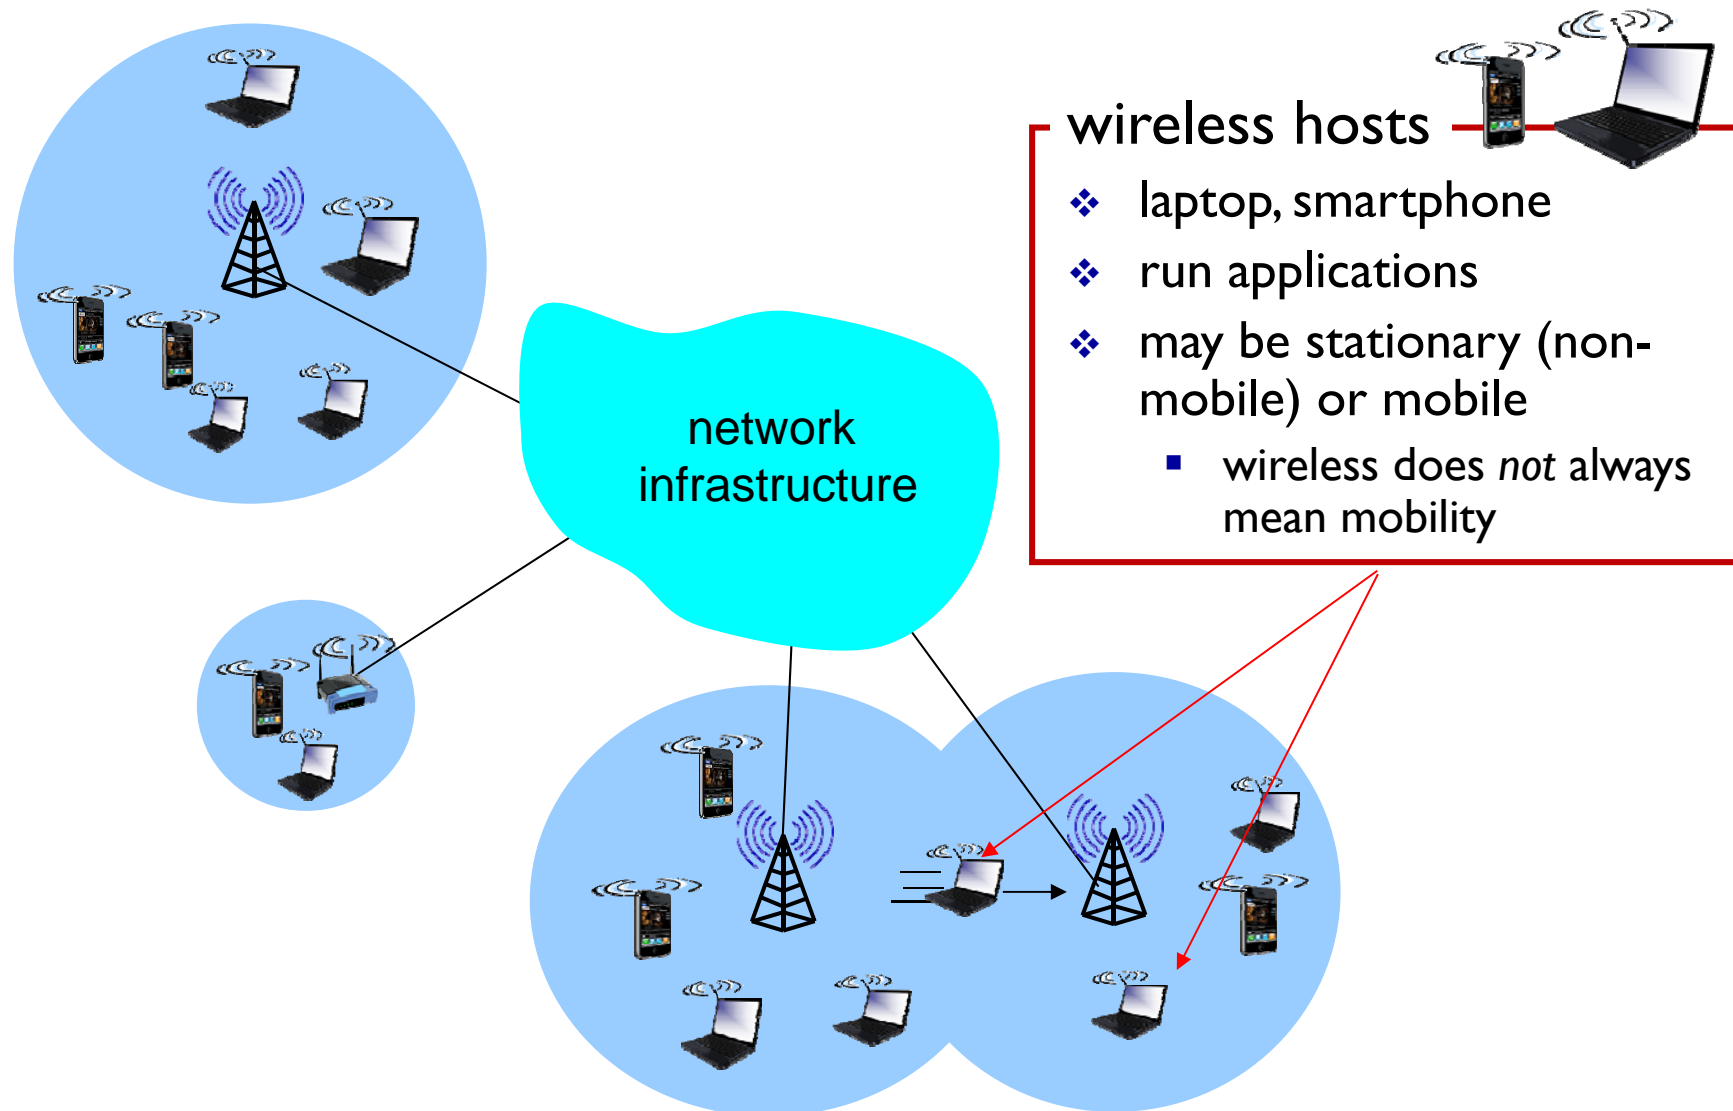 wireless hosts
❖ laptop, smartphone
❖ run applications
❖ may be stationary (non-
mobile) or mobile
▪ wireless does not always
mean mobility
network
infrastructure